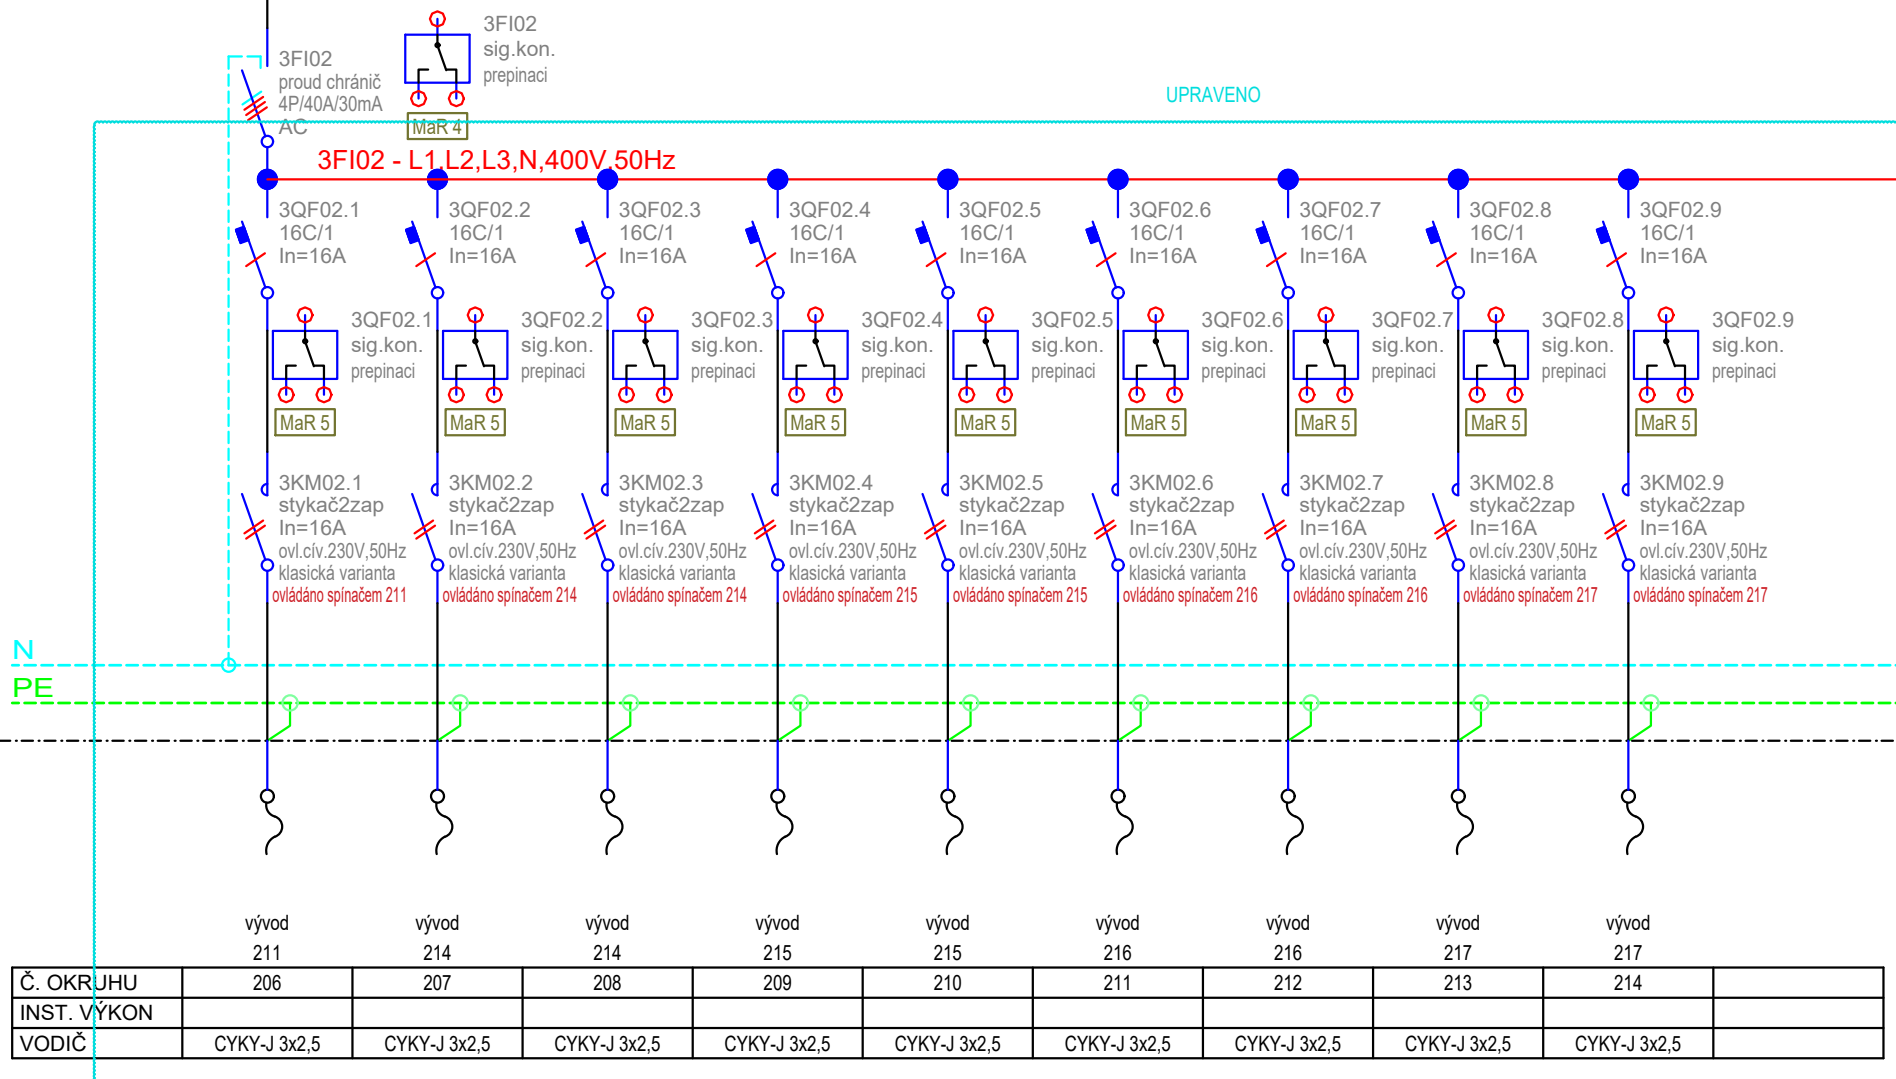 3FI02
proud chránič
4P/40A/30mA
AC
3FI02
sig.kon.
prepinaci
MaR 4
UPRAVENO
3FI02 - L1,L2,L3,N,400V,50Hz
3QF02.1
16C/1
In=16A
3QF02.2
16C/1
In=16A
3QF02.3
16C/1
In=16A
3QF02.4
16C/1
In=16A
3QF02.5
16C/1
In=16A
3QF02.6
16C/1
In=16A
3QF02.7
16C/1
In=16A
3QF02.8
16C/1
In=16A
3QF02.9
16C/1
In=16A
3QF02.1
sig.kon.
prepinaci
MaR 5
3QF02.2
sig.kon.
prepinaci
MaR 5
3QF02.3
sig.kon.
prepinaci
MaR 5
3QF02.4
sig.kon.
prepinaci
MaR 5
3QF02.5
sig.kon.
prepinaci
MaR 5
3QF02.6
sig.kon.
prepinaci
MaR 5
3QF02.7
sig.kon.
prepinaci
MaR 5
3QF02.8
sig.kon.
prepinaci
MaR 5
3QF02.9
sig.kon.
prepinaci
MaR 5
3KM02.1
stykač2zap
In=16A
ovl.cív.230V,50Hz
klasická varianta
ovládáno spínačem 211
3KM02.2
stykač2zap
In=16A
ovl.cív.230V,50Hz
klasická varianta
ovládáno spínačem 214
3KM02.3
stykač2zap
In=16A
ovl.cív.230V,50Hz
klasická varianta
ovládáno spínačem 214
3KM02.4
stykač2zap
In=16A
ovl.cív.230V,50Hz
klasická varianta
ovládáno spínačem 215
3KM02.5
stykač2zap
In=16A
ovl.cív.230V,50Hz
klasická varianta
ovládáno spínačem 215
3KM02.6
stykač2zap
In=16A
ovl.cív.230V,50Hz
klasická varianta
ovládáno spínačem 216
3KM02.7
stykač2zap
In=16A
ovl.cív.230V,50Hz
klasická varianta
ovládáno spínačem 216
3KM02.8
stykač2zap
In=16A
ovl.cív.230V,50Hz
klasická varianta
ovládáno spínačem 217
3KM02.9
stykač2zap
In=16A
ovl.cív.230V,50Hz
klasická varianta
ovládáno spínačem 217
N
PE
vývod vývod vývod vývod vývod vývod vývod vývod vývod
211 214 214 215 215 216 216 217 217
Č. OKRUHU 206 207 208 209 210 211 212 213 214
INST. VÝKON
VODIČ CYKY-J 3x2,5 CYKY-J 3x2,5 CYKY-J 3x2,5 CYKY-J 3x2,5 CYKY-J 3x2,5 CYKY-J 3x2,5 CYKY-J 3x2,5 CYKY-J 3x2,5 CYKY-J 3x2,5